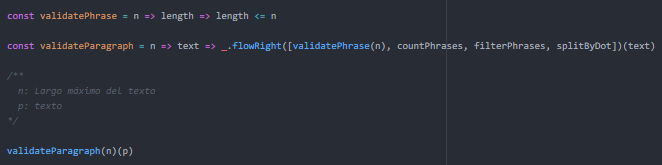 const validatePhrase = n => length => length <= n
const validateParagraph = n => text => _.flowRight([validatePhrase(n), countPhrases, filterPhrases, splitByDot])(text)
/**
n: Largo máximo del texto
p: texto
*/
validateParagraph(n)(p)